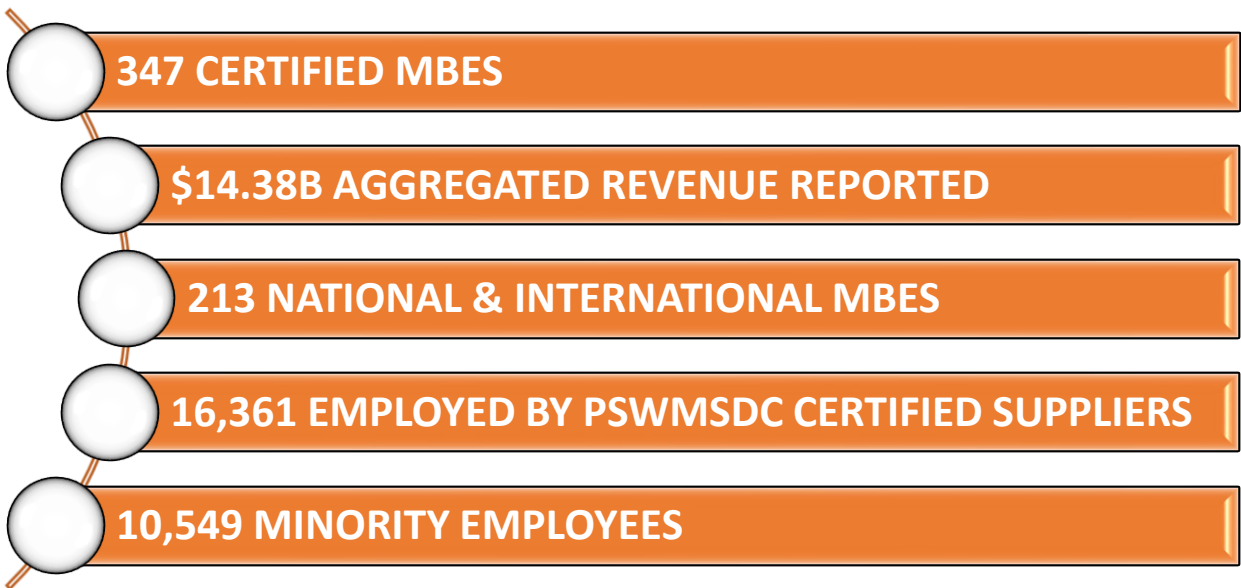 347 CERTIFIED MBES
$14.38B AGGREGATED REVENUE REPORTED
213 NATIONAL & INTERNATIONAL MBES
16,361 EMPLOYED BY PSWMSDC CERTIFIED SUPPLIERS
10,549 MINORITY EMPLOYEES